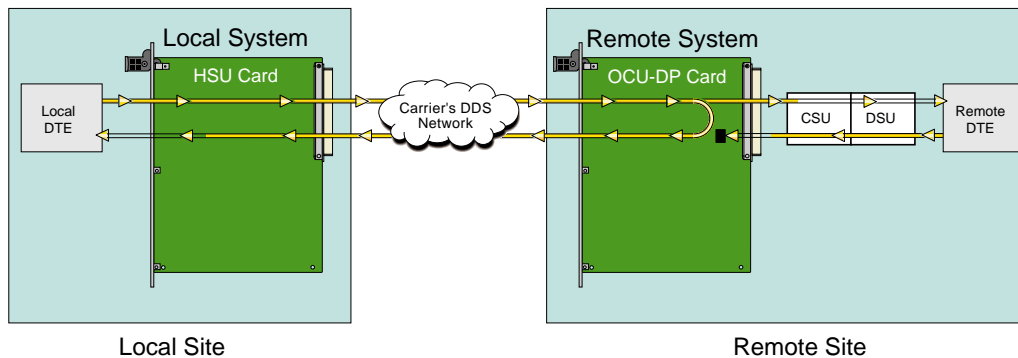 Local System
Remote System
HSU Card
OCU-DP Card
Local
DTE
Carrier's DDS
Network
CSU
DSU
Remote
DTE
Local Site
Remote Site